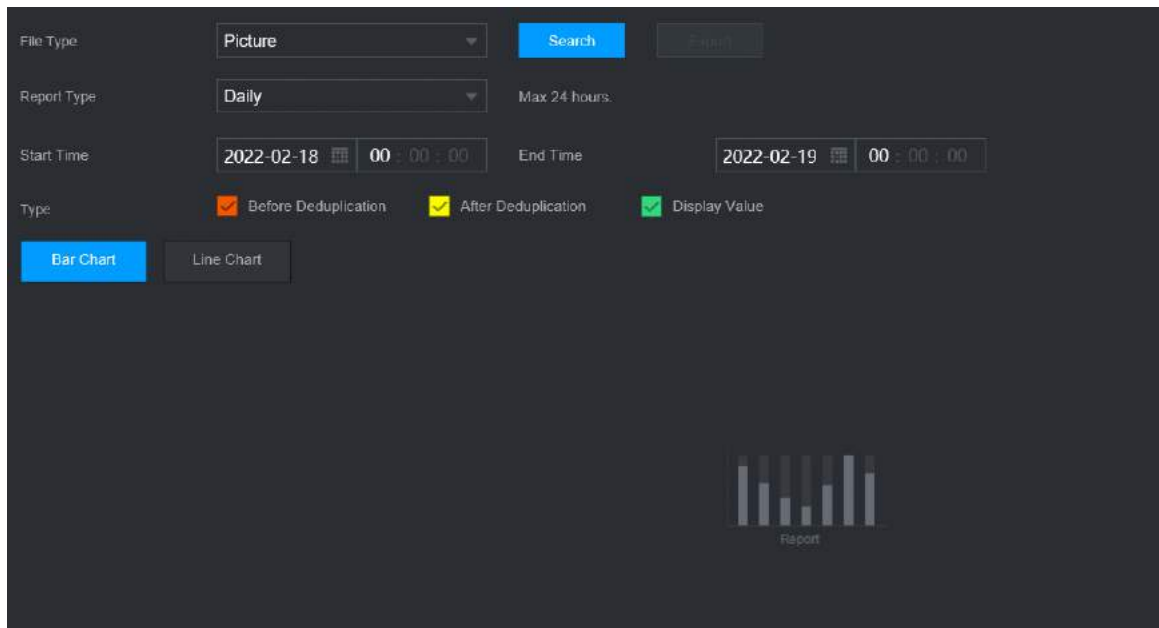 File Type Picture Search Export
Report Type Daily Max 24 hours.
Start Time 2022-02-18 00 : 00 : 00 End Time 2022-02-19 00 : 00 : 00
Type Before Deduplication After Deduplication Display Value
Bar Chart Line Chart
Report